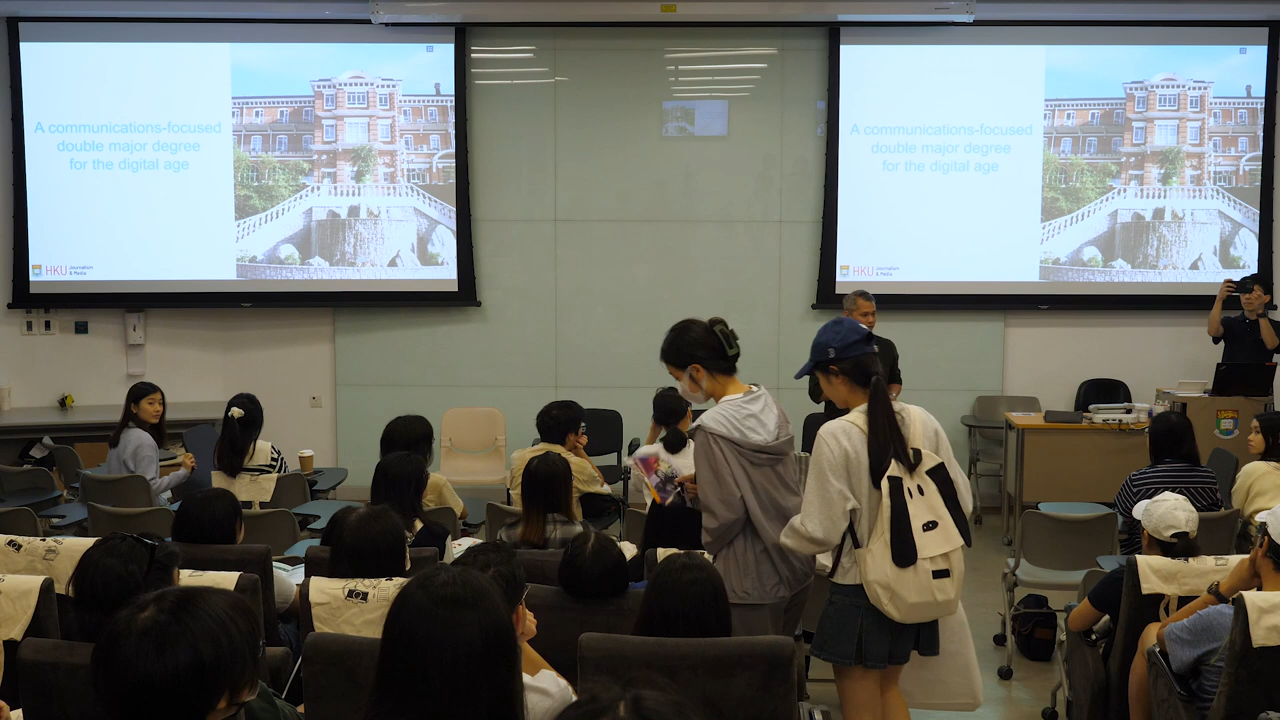 A communications-focused
double major degree
for the digital age
HKU Journalism
& Media
A communications-focused
double major degree
for the digital age
HKU Journalism
& Media